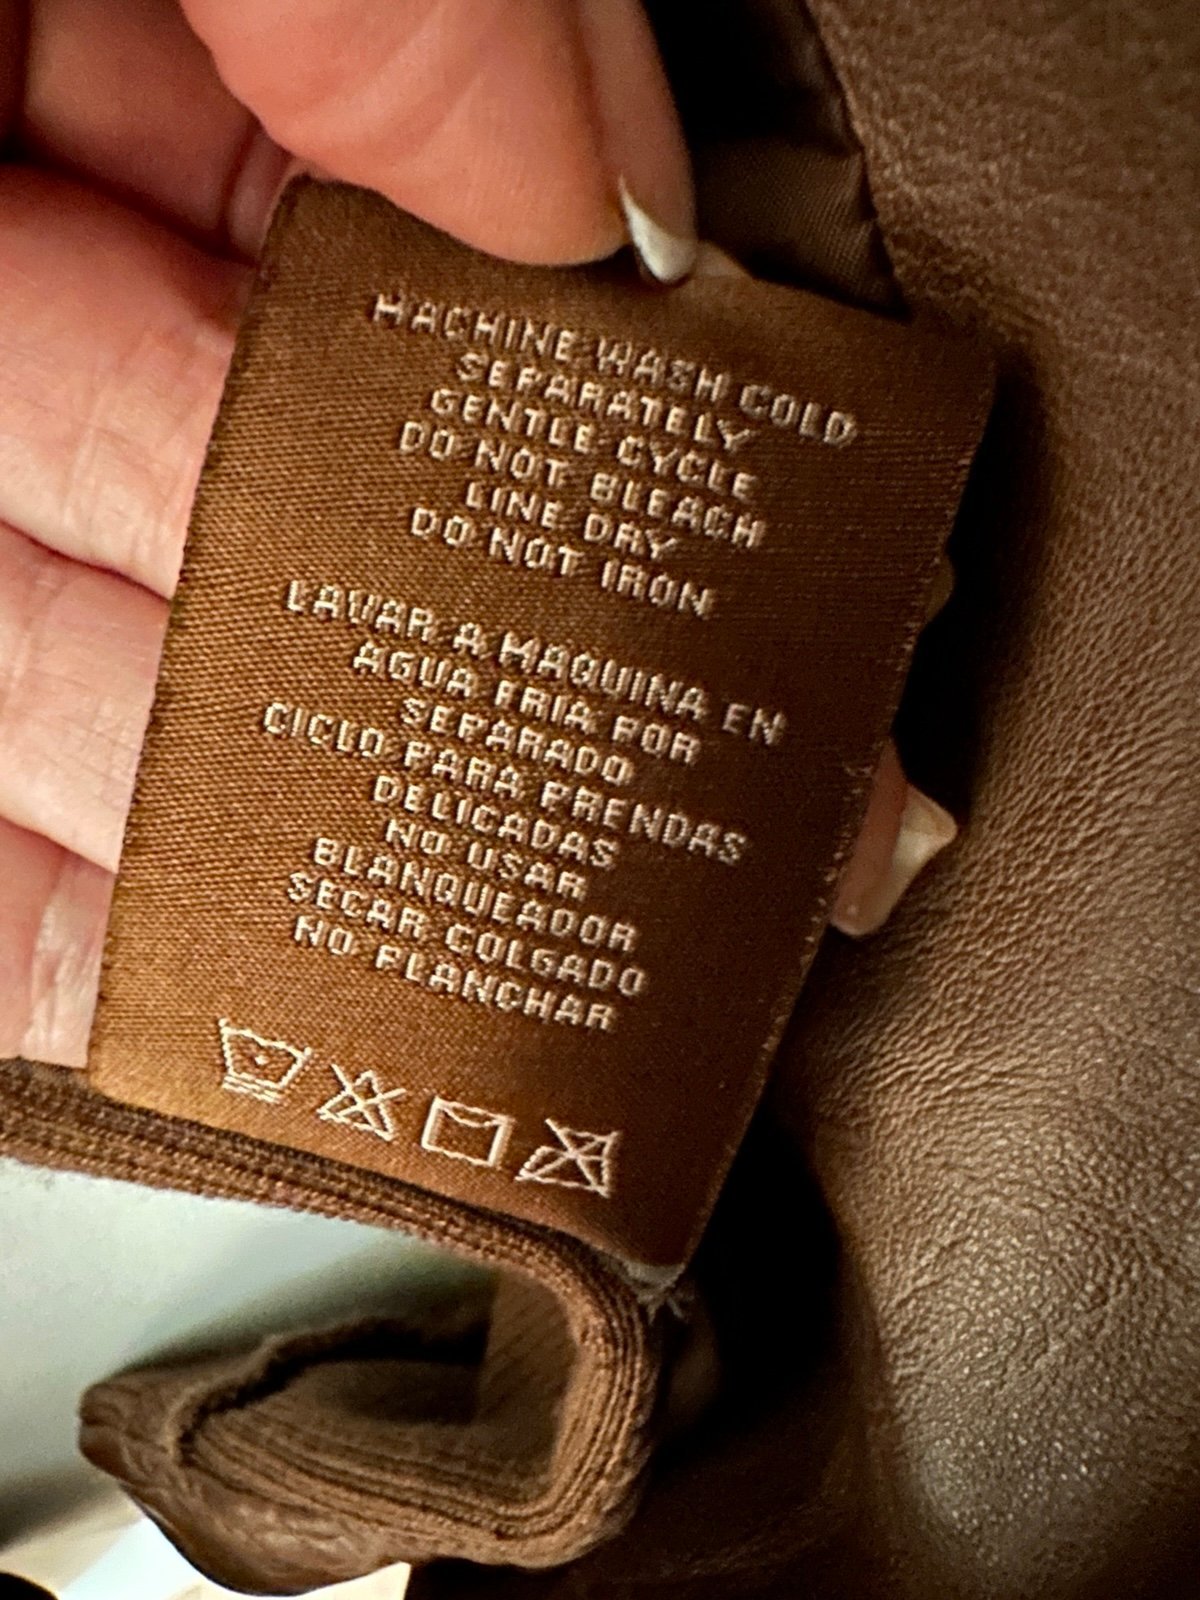 MACHINE WASH COLD
SEPARATELY
GENTLE CYCLE
DO NOT BLEACH
LINE DRY
DO NOT IRON
LAVAR A MAQUINA EN
AGUA FRIA POR
SEPARADO
CICLO PARA PRENDAS
DELICADAS
NO USAR
BLANQUEADOR
SECAR COLGADO
NO PLANCHAR